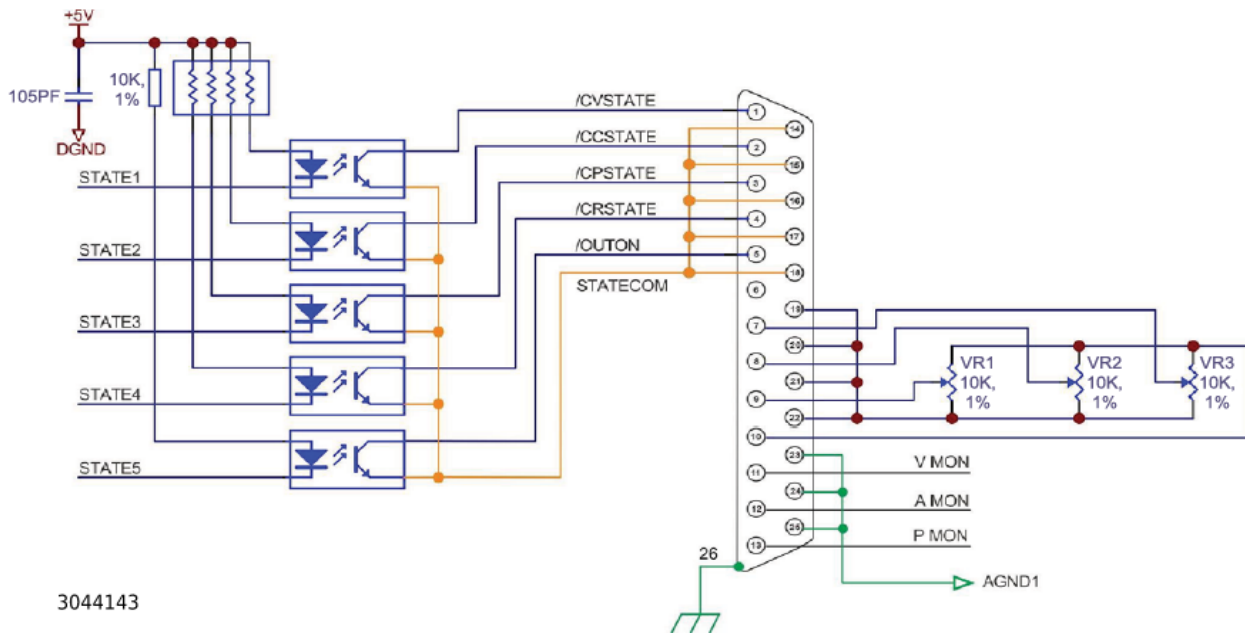 +5V
105PF
10K,
1%
DGND
STATE1
STATE2
STATE3
STATE4
STATE5
/CVSTATE
/CCSTATE
/CPSTATE
/CRSTATE
/OUTON
STATECOM
1
14
2
15
3
16
4
17
5
18
6
19
7
20
8
21
9
22
10
23
11
24
12
25
13
26
VR1
10K,
1%
VR2
10K,
1%
VR3
10K,
1%
V MON
A MON
P MON
AGND1
3044143